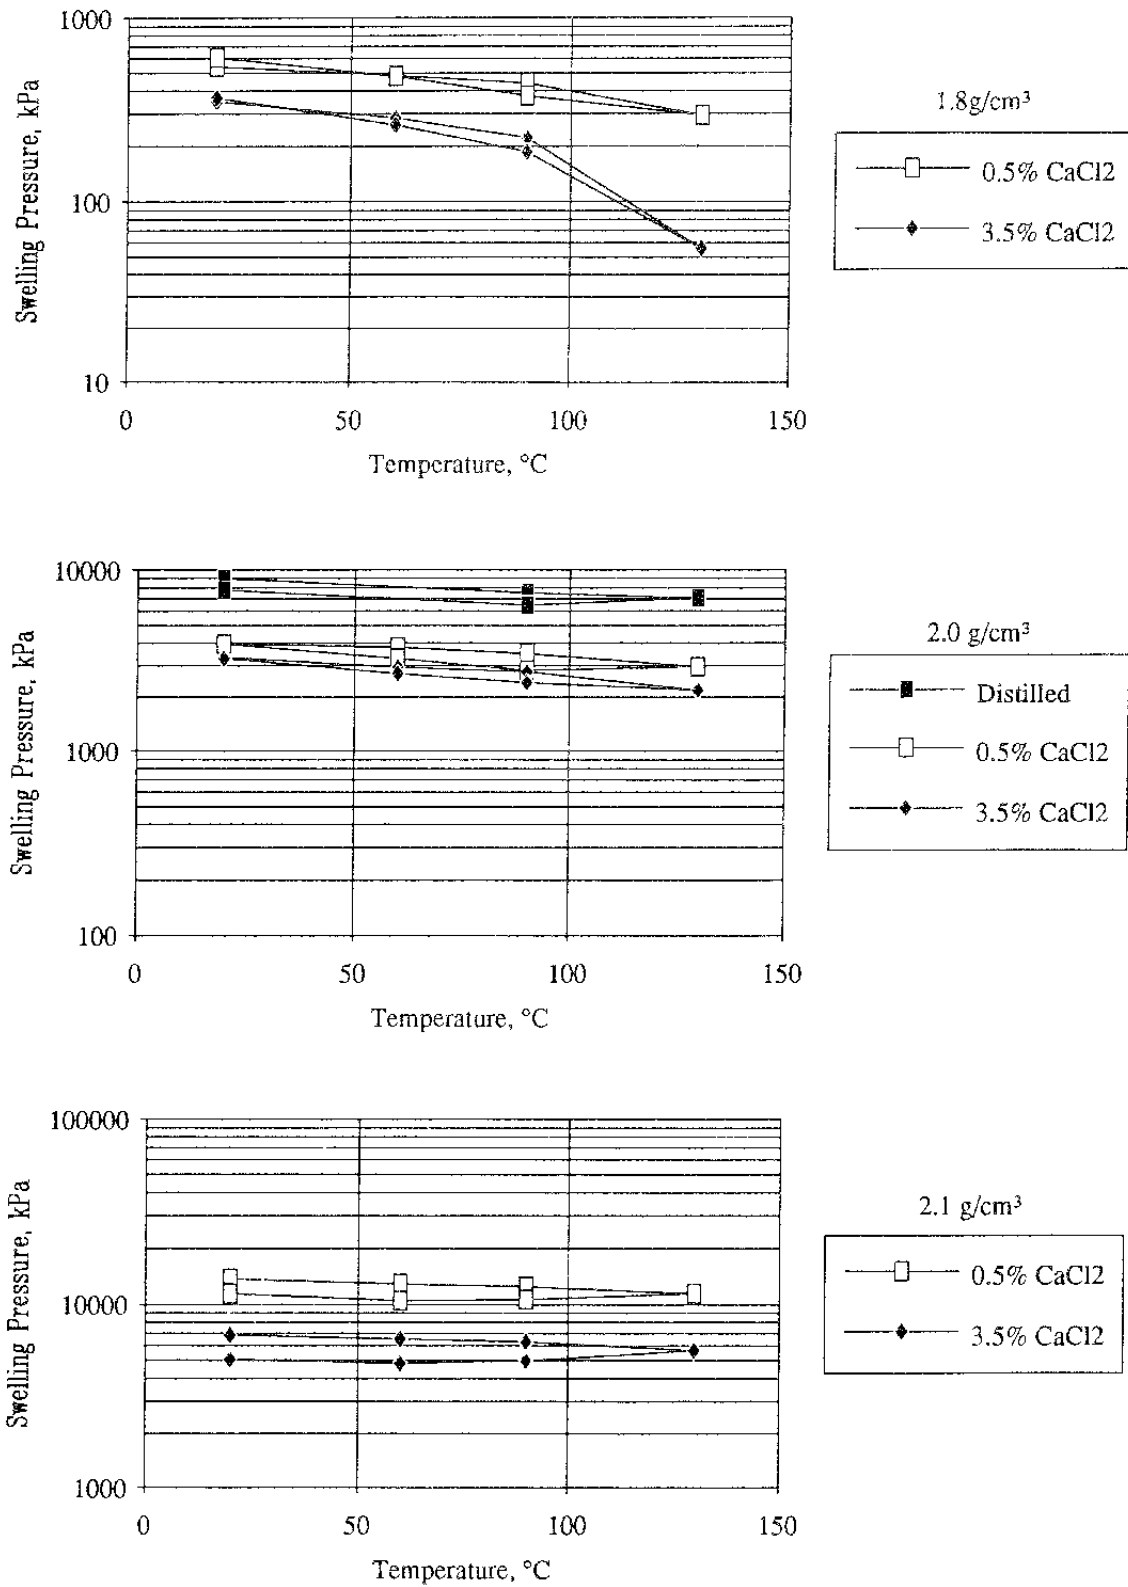 1000
100
10
0 50 100 150
Swelling Pressure, kPa
Temperature, °C
1.8g/cm³
0.5% CaCl2
3.5% CaCl2
10000
1000
100
0 50 100 150
Swelling Pressure, kPa
Temperature, °C
2.0 g/cm³
Distilled
0.5% CaCl2
3.5% CaCl2
100000
10000
1000
0 50 100 150
Swelling Pressure, kPa
Temperature, °C
2.1 g/cm³
0.5% CaCl2
3.5% CaCl2